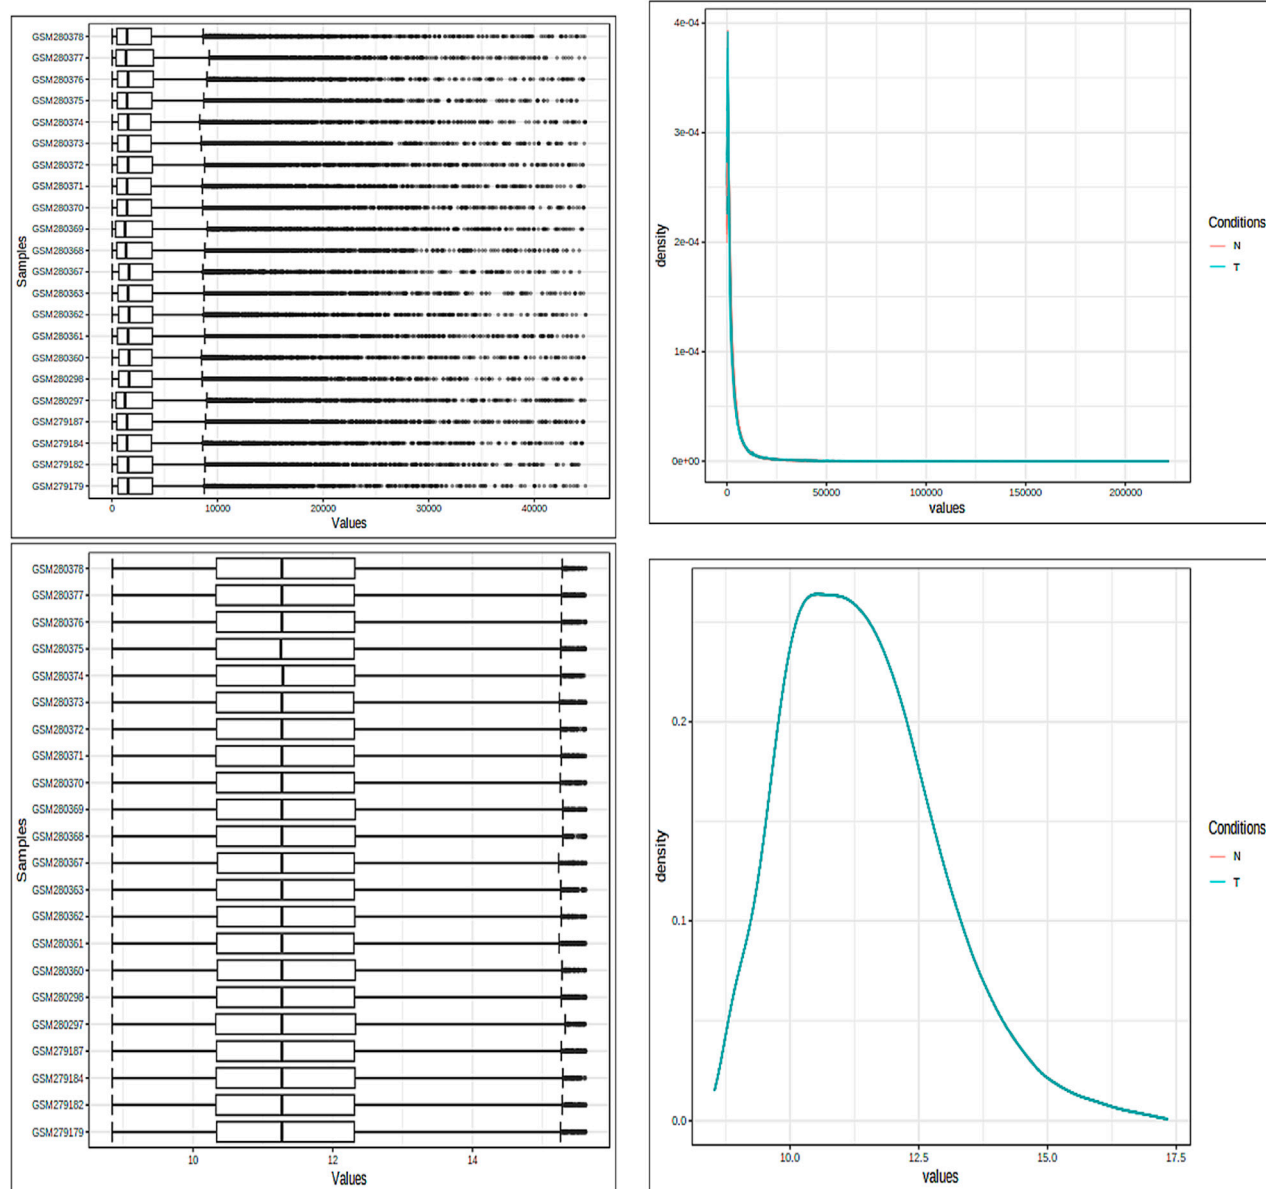 GSM280378
GSM280377
GSM280376
GSM280375
GSM280374
GSM280373
GSM280372
GSM280371
GSM280370
GSM280369
GSM280368
GSM280367
GSM280363
GSM280362
GSM280361
GSM280360
GSM280298
GSM280297
GSM279187
GSM279184
GSM279182
GSM279179
Samples
0 10000 20000 30000 40000
Values
4e-04
3e-04
2e-04
1e-04
0e+00
density
0 50000 100000 150000 200000
values
Conditions
N
T
GSM280378
GSM280377
GSM280376
GSM280375
GSM280374
GSM280373
GSM280372
GSM280371
GSM280370
GSM280369
GSM280368
GSM280367
GSM280363
GSM280362
GSM280361
GSM280360
GSM280298
GSM280297
GSM279187
GSM279184
GSM279182
GSM279179
Samples
10 12 14
Values
0.2
0.1
0.0
density
10.0 12.5 15.0 17.5
values
Conditions
N
T